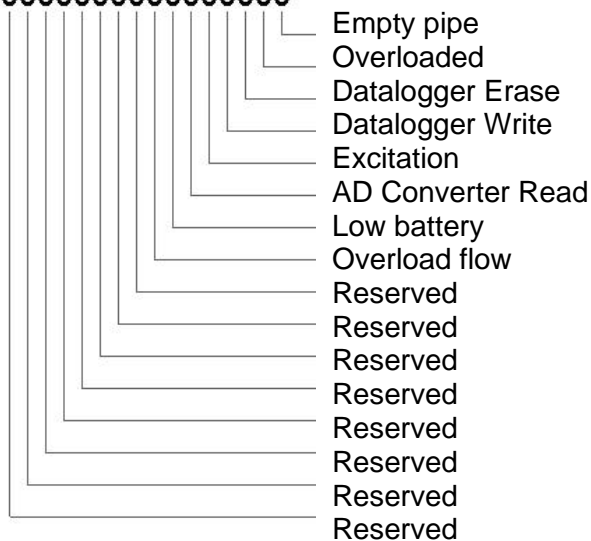 Empty pipe
Overloaded
Datalogger Erase
Datalogger Write
Excitation
AD Converter Read
Low battery
Overload flow
Reserved
Reserved
Reserved
Reserved
Reserved
Reserved
Reserved
Reserved